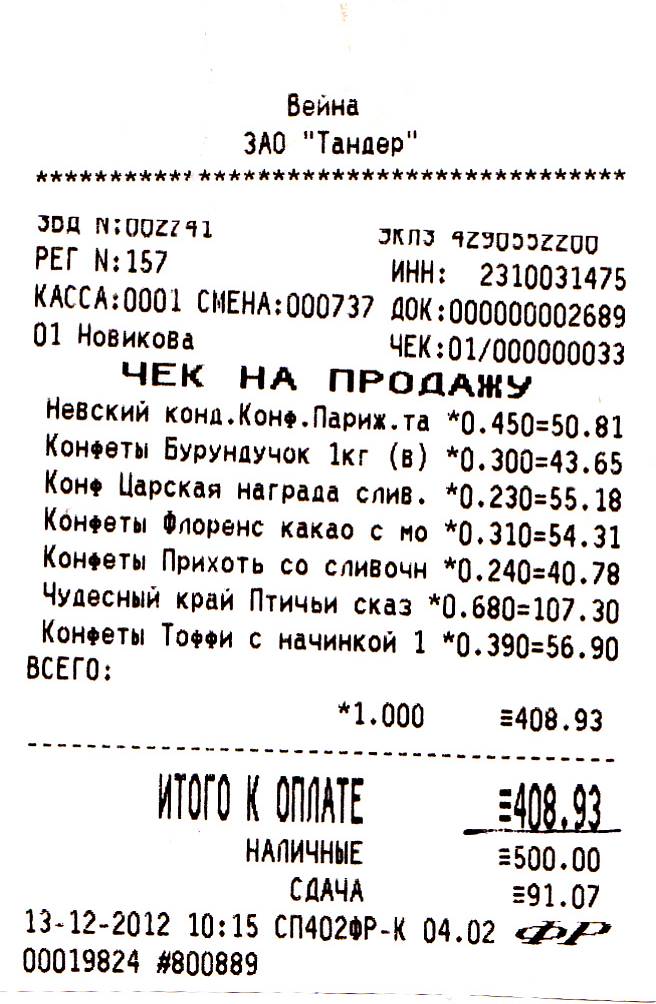 Вейна
ЗАО "Тандер"
****************************************
ЗВД N:002741 ЭКЛЗ 4290552200
РЕГ N:157 ИНН: 2310031475
КАССА:0001 СМЕНА:000737 ДОК:000000002689
01 Новикова ЧЕК:01/000000033
ЧЕК НА ПРОДАЖУ
Невский конд.Конф.Париж.та *0.450=50.81
Конфеты Бурундучок 1кг (в) *0.300=43.65
Конф Царская награда слив. *0.230=55.18
Конфеты Флоренс какао с мо *0.310=54.31
Конфеты Прихоть со сливочн *0.240=40.78
Чудесный край Птичьи сказ *0.680=107.30
Конфеты Тоффи с начинкой 1 *0.390=56.90
ВСЕГО:
*1.000 ≡408.93
ИТОГО К ОПЛАТЕ ≡408.93
НАЛИЧНЫЕ ≡500.00
СДАЧА ≡91.07
13-12-2012 10:15 СП402ФР-К 04.02 ФР
00019824 #800889